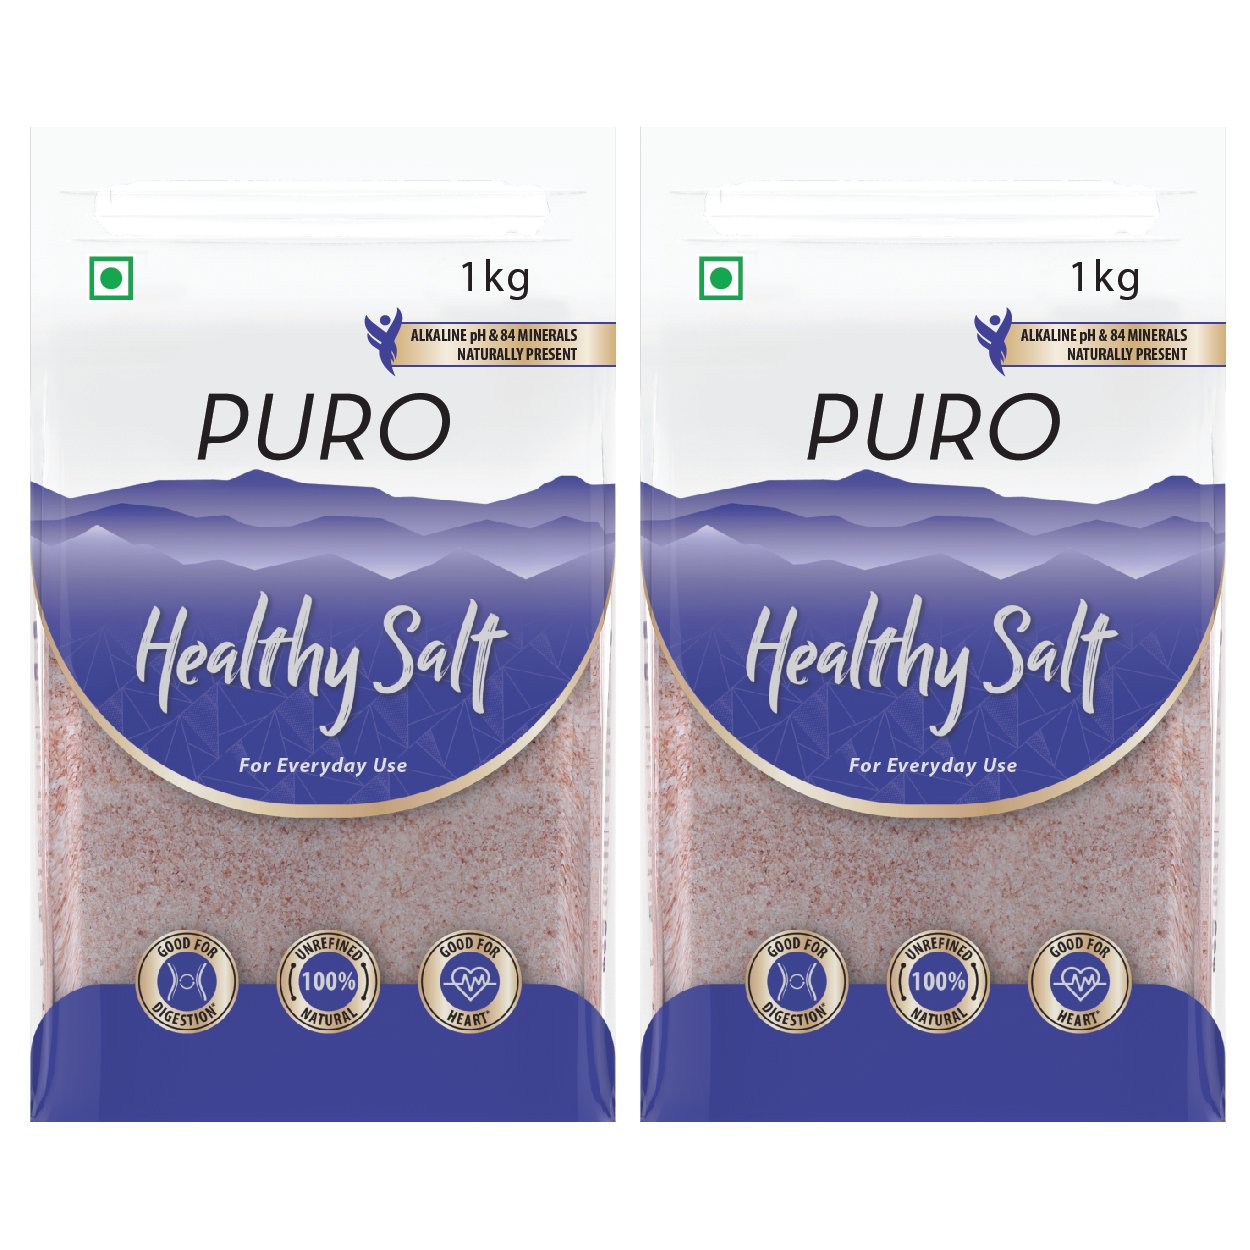 1kg
ALKALINE pH & 84 MINERALS
NATURALLY PRESENT
PURO
Healthy Salt
For Everyday Use
GOOD FOR
DIGESTION*
UNREFINED
100%
NATURAL
GOOD FOR
HEART*
1kg
ALKALINE pH & 84 MINERALS
NATURALLY PRESENT
PURO
Healthy Salt
For Everyday Use
GOOD FOR
DIGESTION*
UNREFINED
100%
NATURAL
GOOD FOR
HEART*